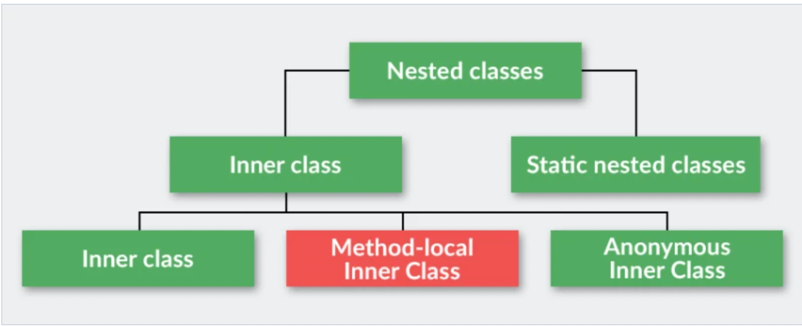 Nested classes
Inner class
Static nested classes
Inner class
Method-local
Inner Class
Anonymous
Inner Class